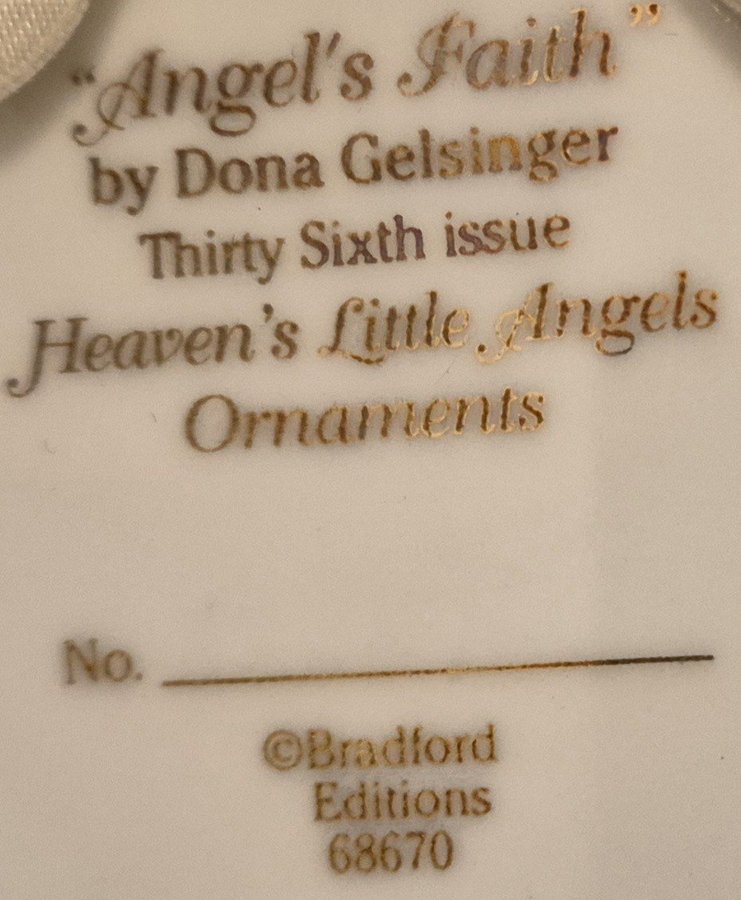 "Angel's Faith"
by Dona Gelsinger
Thirty Sixth issue
Heaven's Little Angels
Ornaments
No.
©Bradford
Editions
68670